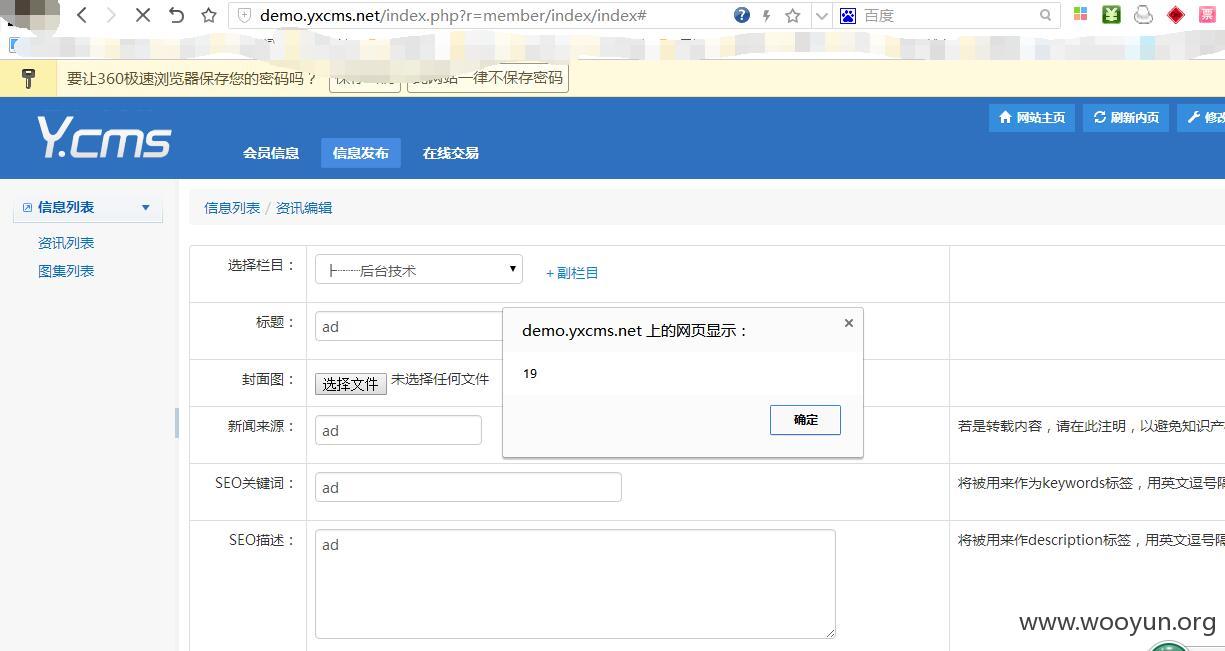 demo.yxcms.net/index.php?r=member/index/index#
百度
票
要让360极速浏览器保存您的密码吗？
此网站一律不保存密码
Y.cms
网站主页
刷新内页
修改
会员信息
信息发布
在线交易
信息列表
资讯列表
图集列表
信息列表 / 资讯编辑
选择栏目：
├┈┈后台技术
+ 副栏目
标题：
ad
demo.yxcms.net 上的网页显示：
19
确定
封面图：
选择文件 未选择任何文件
新闻来源：
ad
若是转载内容，请在此注明，以避免知识产
SEO关键词：
ad
将被用来作为keywords标签，用英文逗号隔
SEO描述：
ad
将被用来作description标签，用英文逗号隔
www.wooyun.org